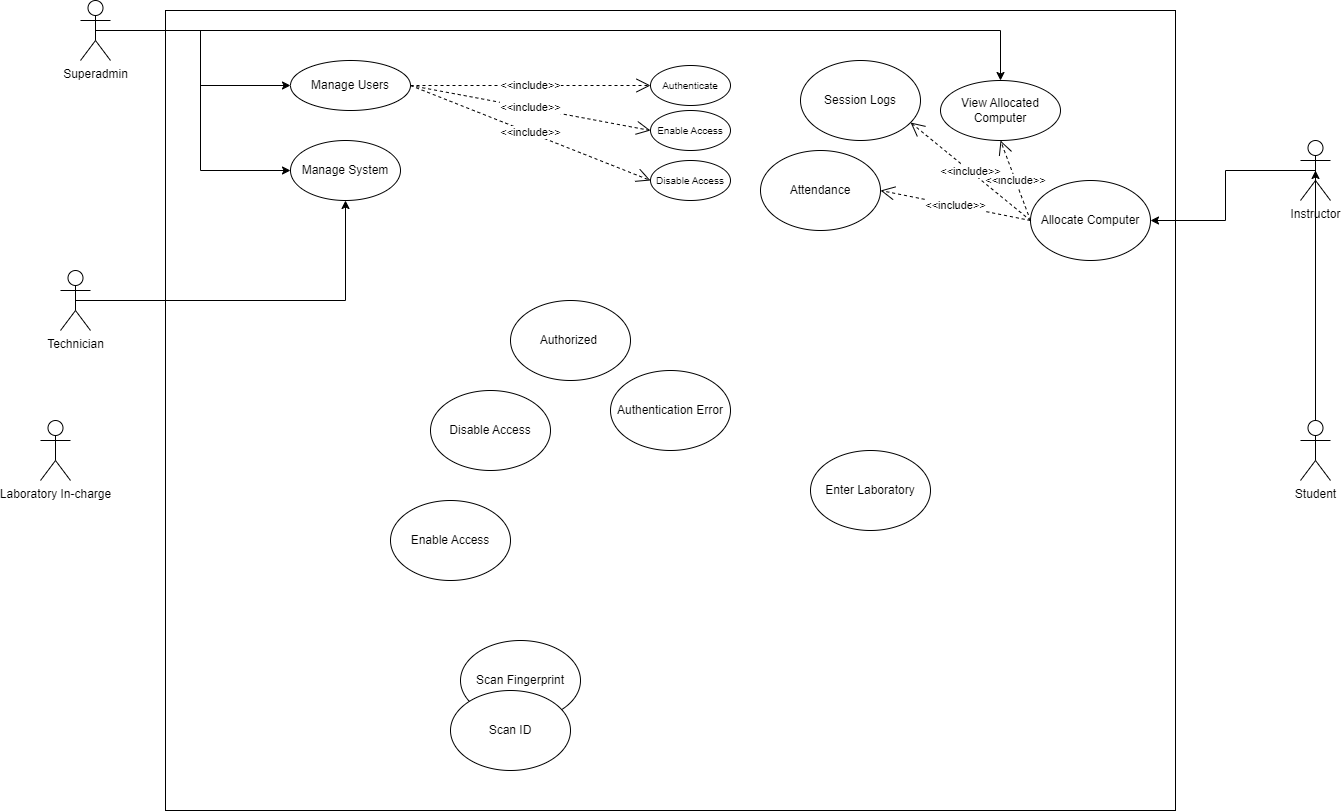 Superadmin
Manage Users
<<include>>
Authenticate
<<include>>
Enable Access
<<include>>
Disable Access
Manage System
Session Logs
View Allocated
Computer
<<include>>
<<include>>
Attendance
<<include>>
Allocate Computer
Instructor
Technician
Authorized
Authentication Error
Disable Access
Laboratory In-charge
Enter Laboratory
Student
Enable Access
Scan Fingerprint
Scan ID